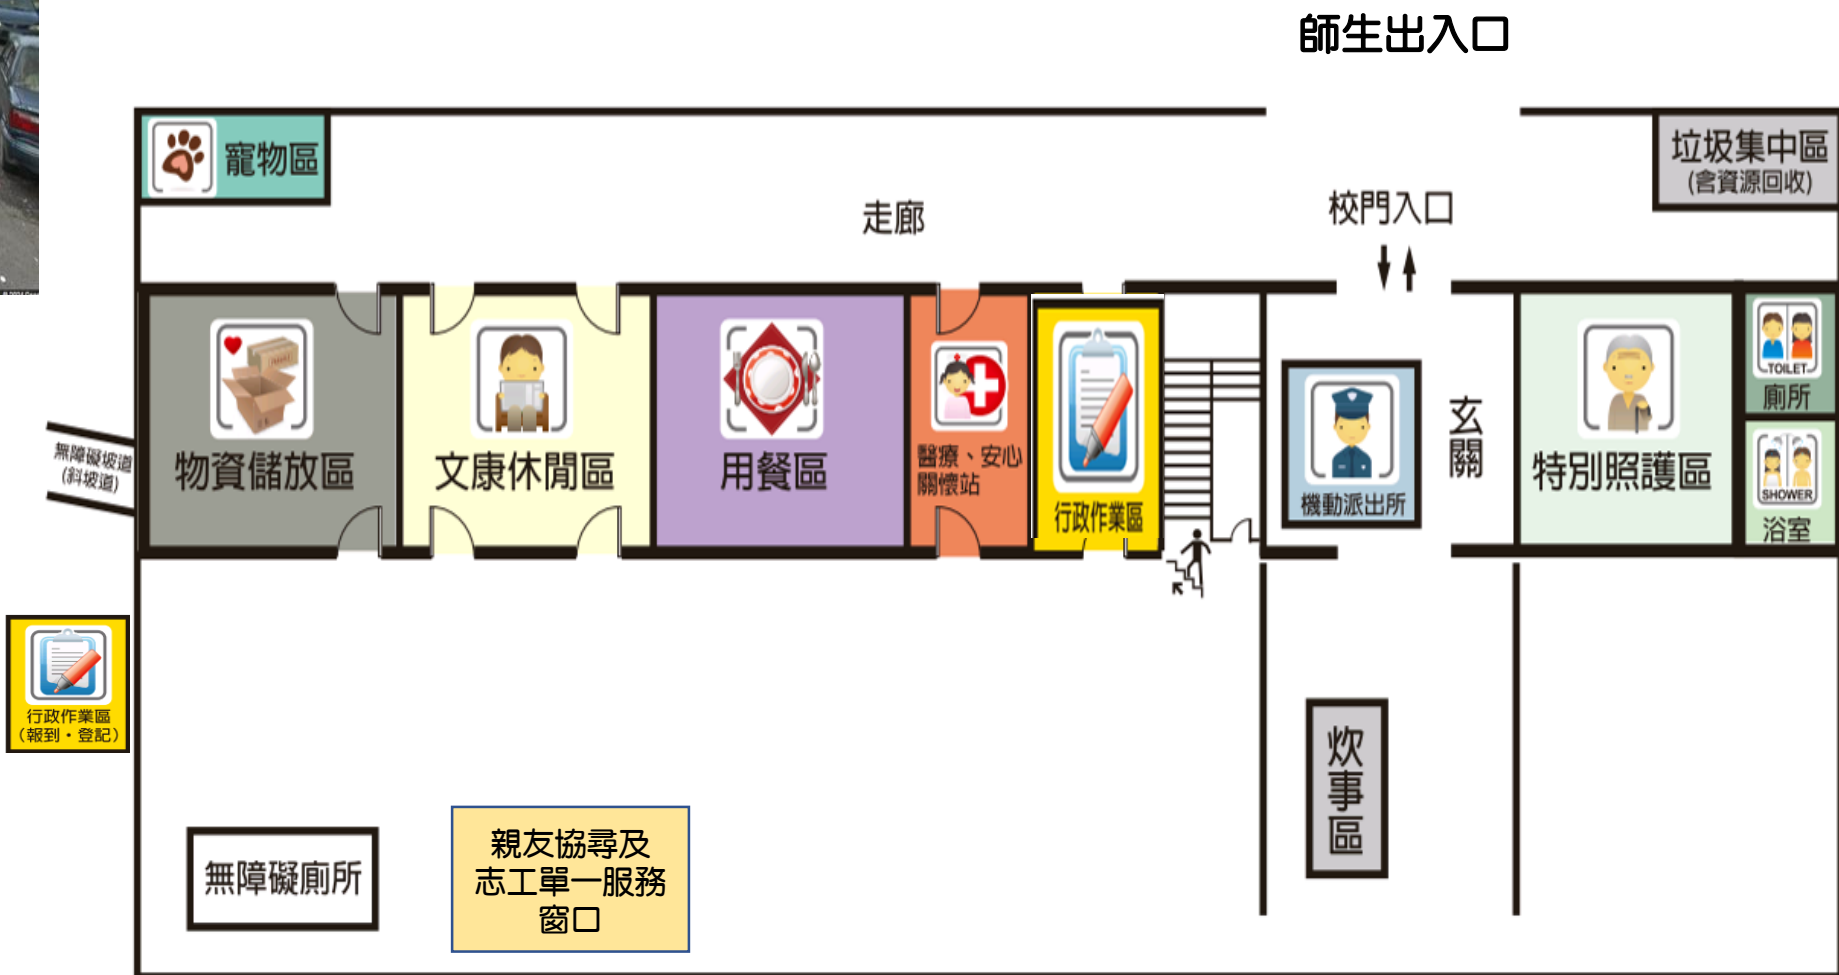 師生出入口
寵物區
垃圾集中區
(含資源回收)
走廊
校門入口
物資儲放區
文康休閒區
用餐區
醫療、安心
關懷站
行政作業區
機動派出所
玄關
特別照護區
TOILET
廁所
SHOWER
浴室
無障礙坡道
(斜坡道)
行政作業區
(報到・登記)
無障礙廁所
親友協尋及
志工單一服務
窗口
炊事區